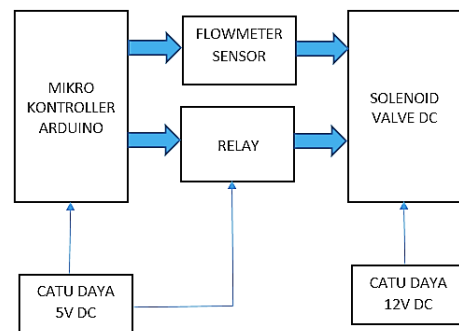 MIKRO
KONTROLLER
ARDUINO
FLOWMETER
SENSOR
RELAY
SOLENOID
VALVE DC
CATU DAYA
5V DC
CATU DAYA
12V DC